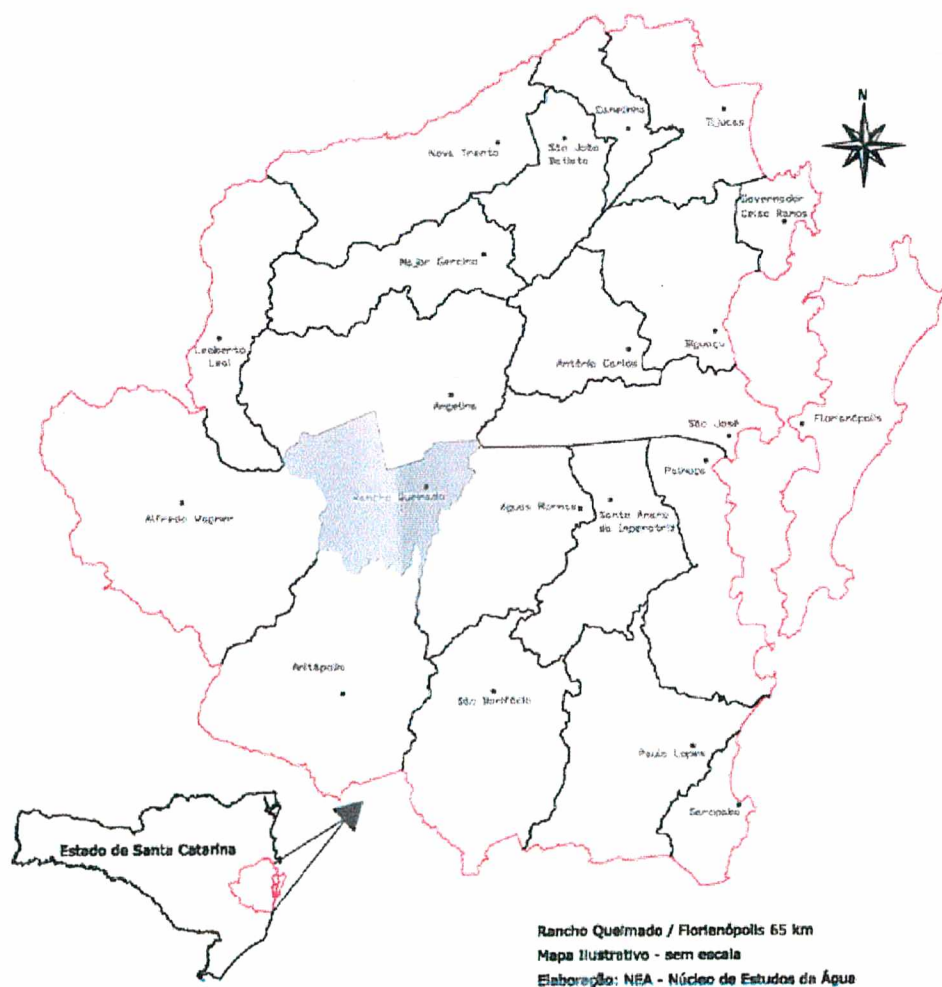 N
Canelinha
Tijucas
Nova Trento
São João
Batista
Governador
Celso Ramos
Major Gercino
Leoberto
Leal
Antônio Carlos
Biguaçu
Angelina
São José
Florianópolis
Palhoça
Rancho Queimado
Alfredo Wagner
Águas Mornas
Santo Amaro
da Imperatriz
Anitápolis
São Bonifácio
Paulo Lopes
Garopaba
Estado de Santa Catarina
Rancho Queimado / Florianópolis 65 km
Mapa Ilustrativo - sem escala
Elaboração: NEA - Núcleo de Estudos da Água